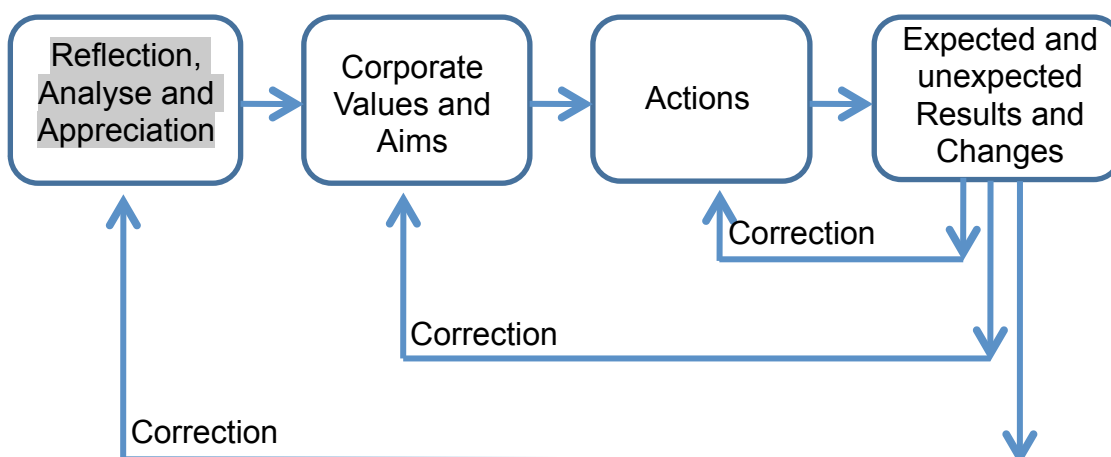 Reflection,
Analyse and
Appreciation
Corporate
Values and
Aims
Actions
Expected and
unexpected
Results and
Changes
Correction
Correction
Correction